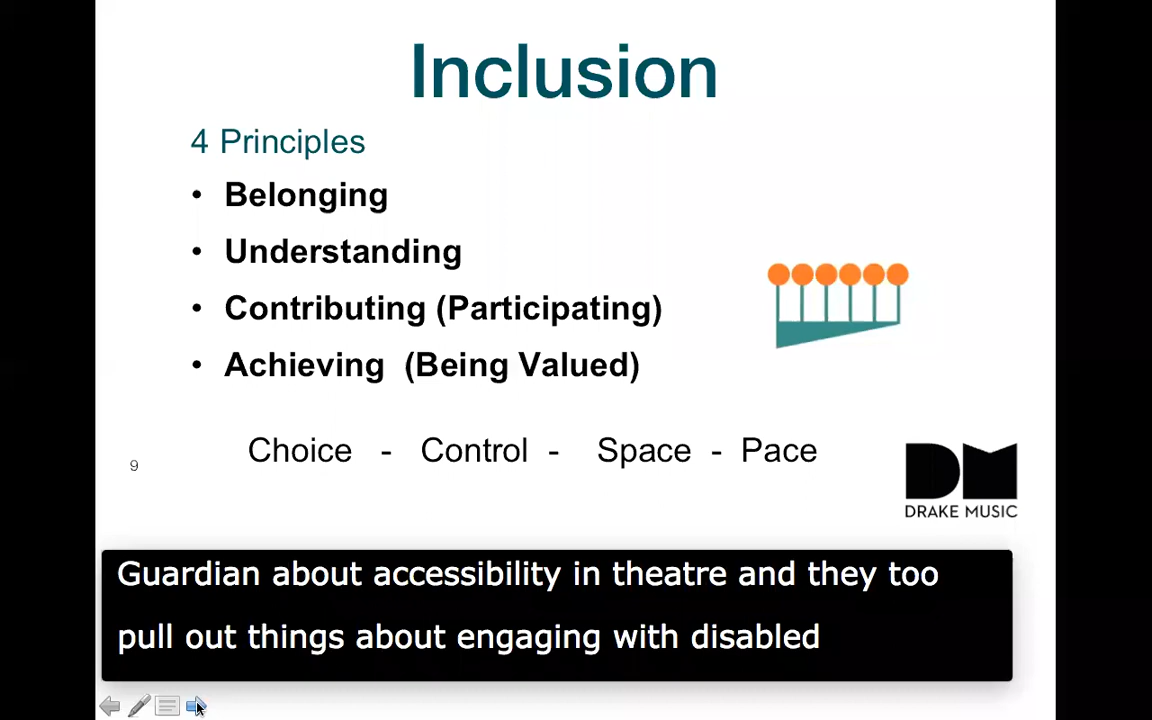 Inclusion
4 Principles
• Belonging
• Understanding
• Contributing (Participating)
• Achieving (Being Valued)
Choice - Control - Space - Pace
9
DM
DRAKE MUSIC
Guardian about accessibility in theatre and they too
pull out things about engaging with disabled